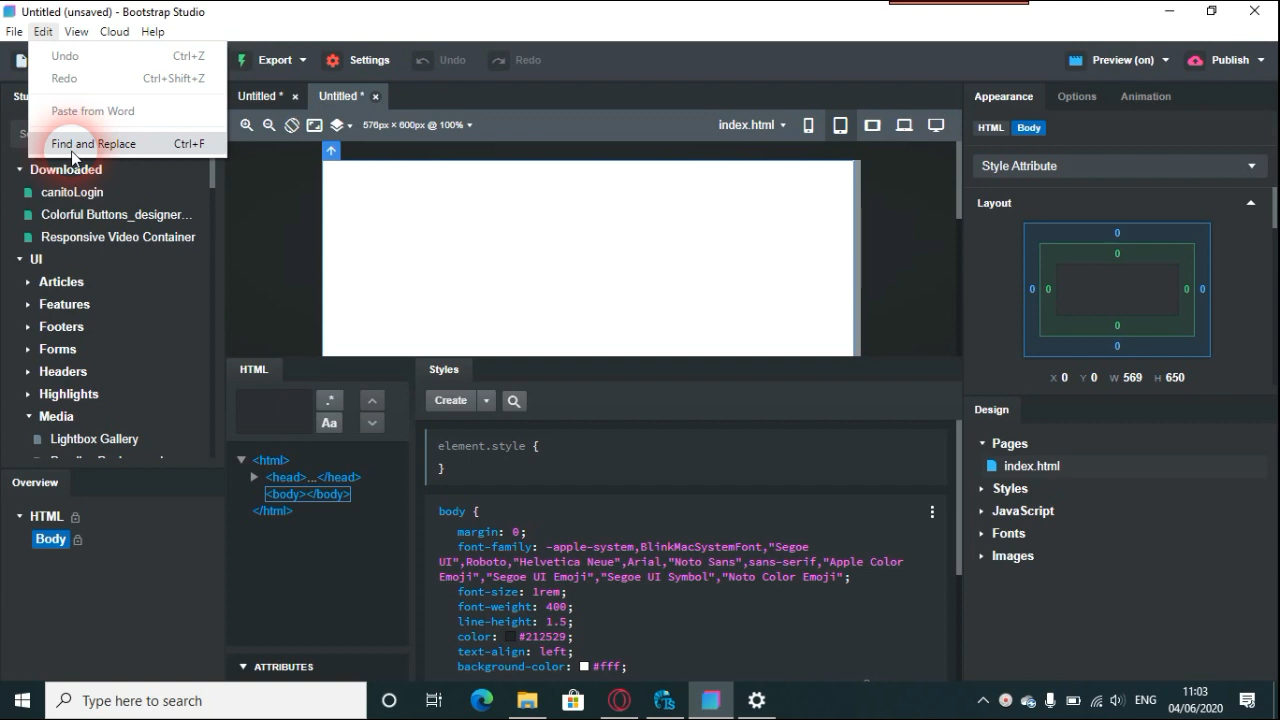 Untitled (unsaved) - Bootstrap Studio
File Edit View Cloud Help
Undo Ctrl+Z
Redo Ctrl+Shift+Z
Paste from Word
Find and Replace Ctrl+F
Export Settings Undo Redo Preview (on) Publish
Untitled * × Untitled * ×
576px × 600px @ 100% index.html
Downloaded
canitoLogin
Colorful Buttons_designer...
Responsive Video Container
UI
Articles
Features
Footers
Forms
Headers
Highlights
Media
Lightbox Gallery
Overview
HTML
Body
HTML
.*
Aa
<html>
<head>...</head>
<body></body>
</html>
ATTRIBUTES
Styles
Create
element.style {
}
body {
margin: 0;
font-family: -apple-system,BlinkMacSystemFont,"Segoe
UI",Roboto,"Helvetica Neue",Arial,"Noto Sans",sans-serif,"Apple Color
Emoji","Segoe UI Emoji","Segoe UI Symbol","Noto Color Emoji";
font-size: 1rem;
font-weight: 400;
line-height: 1.5;
color: #212529;
text-align: left;
background-color: #fff;
Appearance Options Animation
HTML Body
Style Attribute
Layout
0
0
0 0 0 0
0
0
X 0 Y 0 W 569 H 650
Design
Pages
index.html
Styles
JavaScript
Fonts
Images
Type here to search
ENG
11:03
04/06/2020